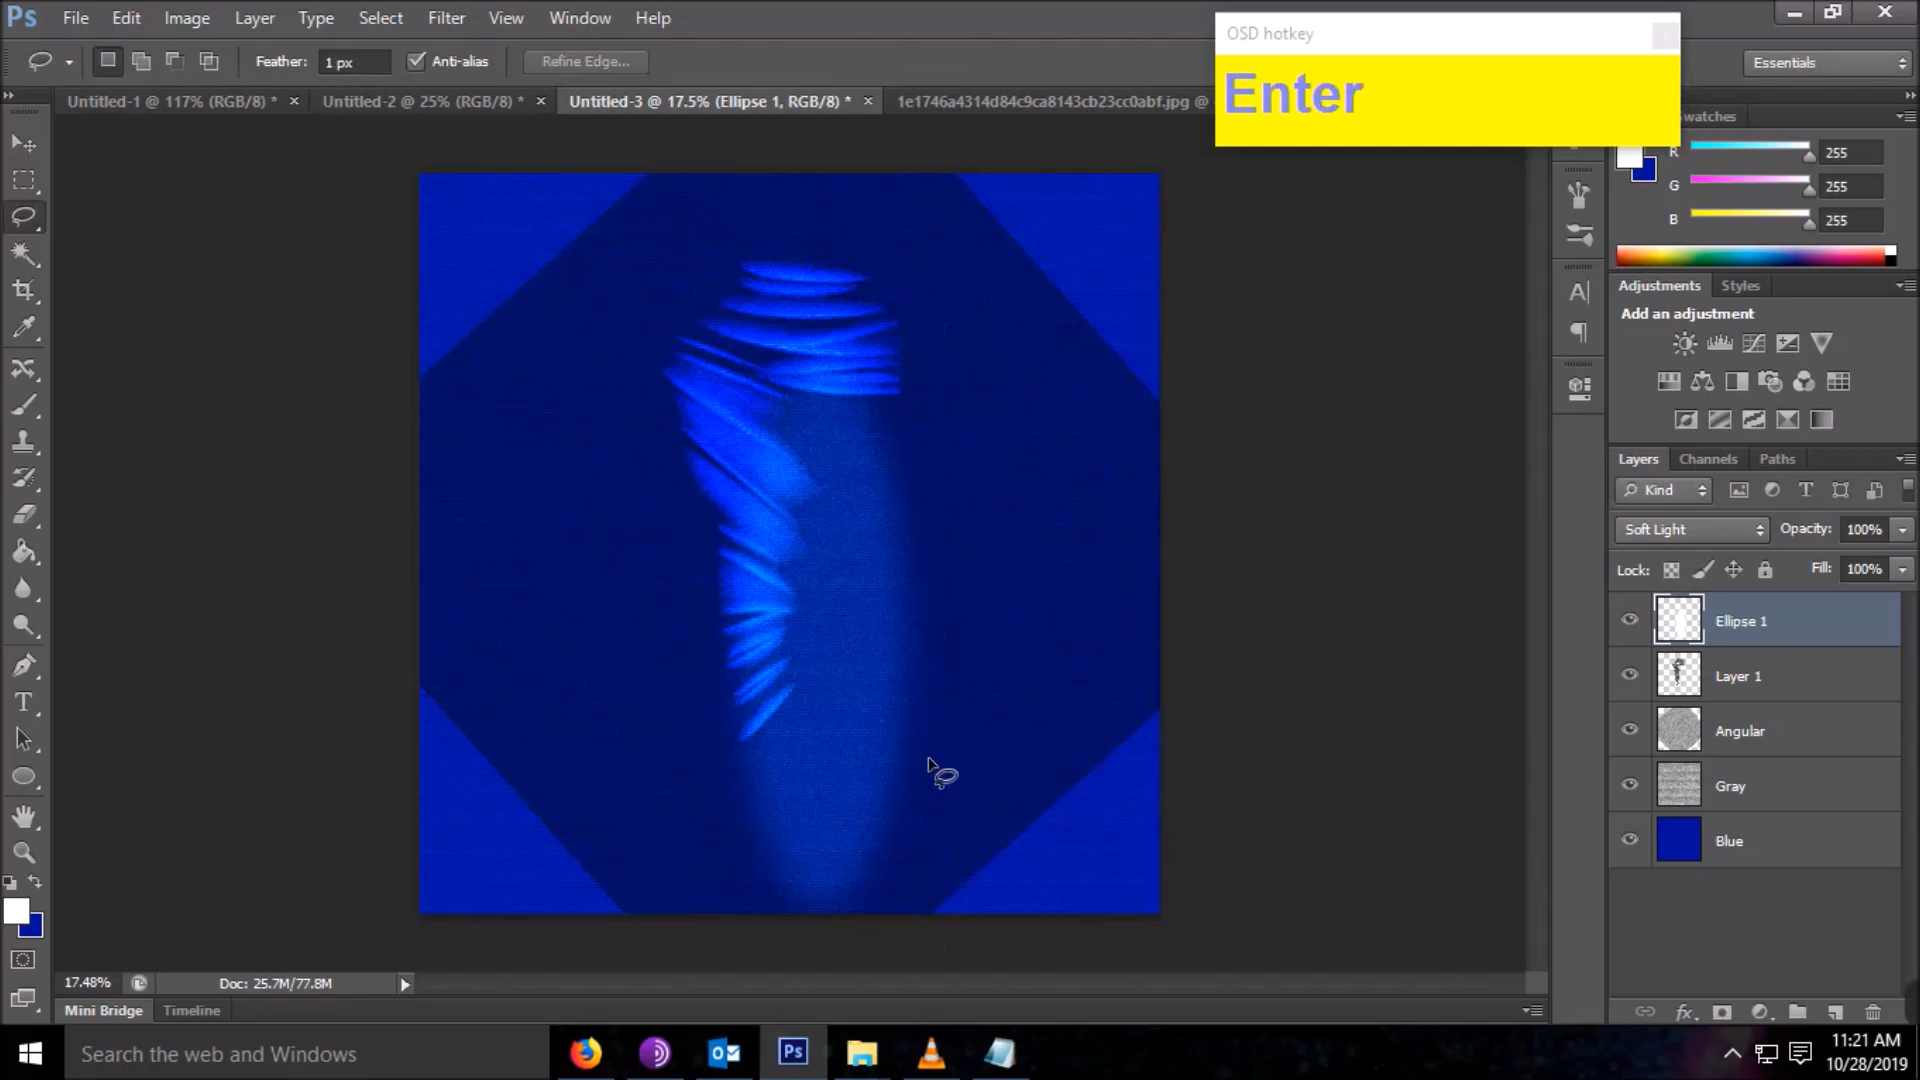 Ps File Edit Image Layer Type Select Filter View Window Help
OSD hotkey
Enter
Feather: 1 px Anti-alias Refine Edge... Essentials
Untitled-1 @ 117% (RGB/8) * Untitled-2 @ 25% (RGB/8) * Untitled-3 @ 17.5% (Ellipse 1, RGB/8) * 1e1746a4314d84c9ca8143cb23cc0abf.jpg @
Swatches
R 255
G 255
B 255
Adjustments Styles
Add an adjustment
Layers Channels Paths
Kind
Soft Light Opacity: 100%
Lock: Fill: 100%
Ellipse 1
Layer 1
Angular
Gray
Blue
17.48% Doc: 25.7M/77.8M
Mini Bridge Timeline
Search the web and Windows
Ps
11:21 AM
10/28/2019